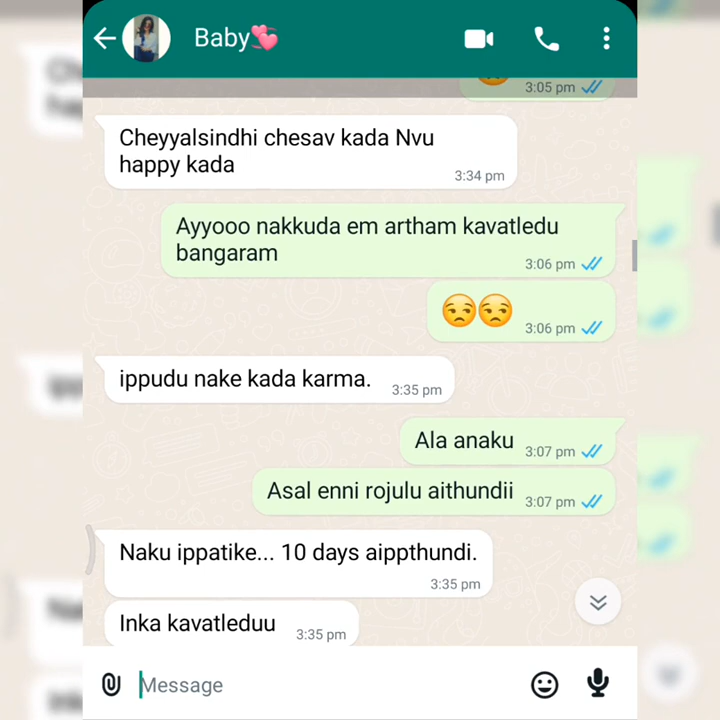 Baby💞
3:05 pm
Cheyyalsindhi chesav kada Nvu
happy kada
3:34 pm
Ayyooo nakkuda em artham kavatledu
bangaram
3:06 pm
😒😒
3:06 pm
ippudu nake kada karma.
3:35 pm
Ala anaku
3:07 pm
Asal enni rojulu aithundii
3:07 pm
Naku ippatike... 10 days aippthundi.
3:35 pm
Inka kavatleduu
3:35 pm
Message